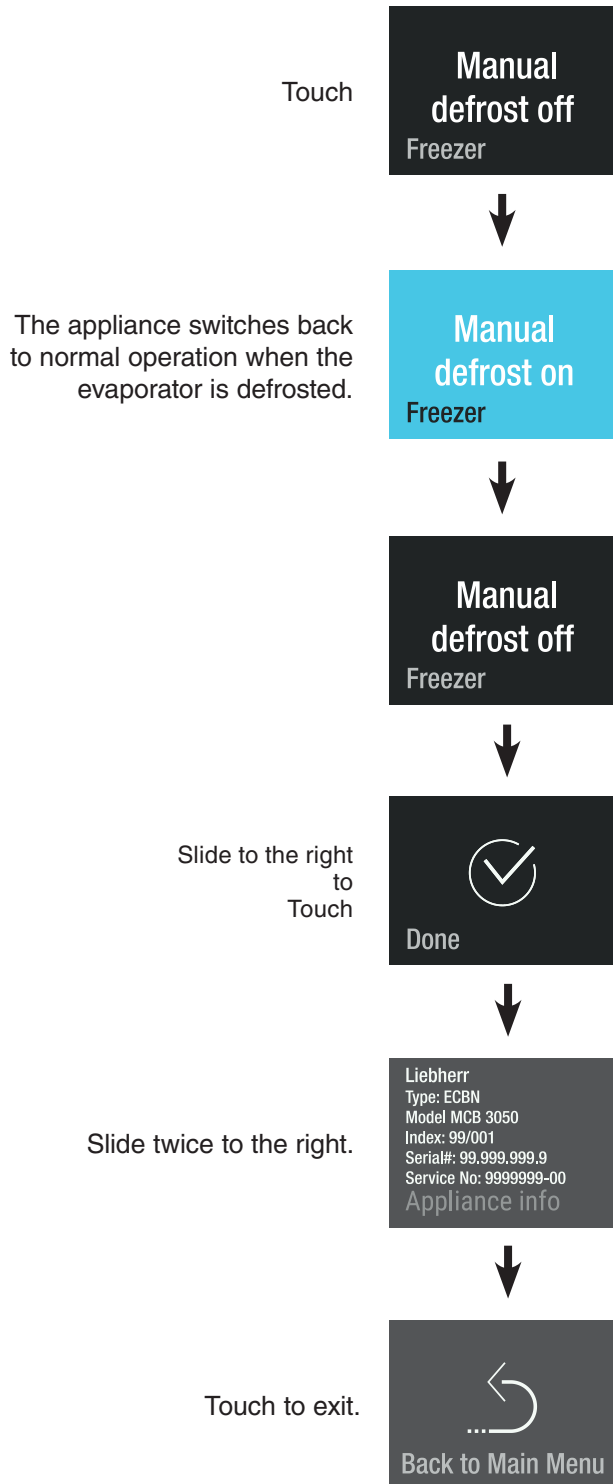 Touch
Manual
defrost off
Freezer
The appliance switches back
to normal operation when the
evaporator is defrosted.
Manual
defrost on
Freezer
Manual
defrost off
Freezer
Slide to the right
to
Touch
Done
Slide twice to the right.
Liebherr
Type: ECBN
Model MCB 3050
Index: 99/001
Serial#: 99.999.999.9
Service No: 9999999-00
Appliance info
Touch to exit.
Back to Main Menu